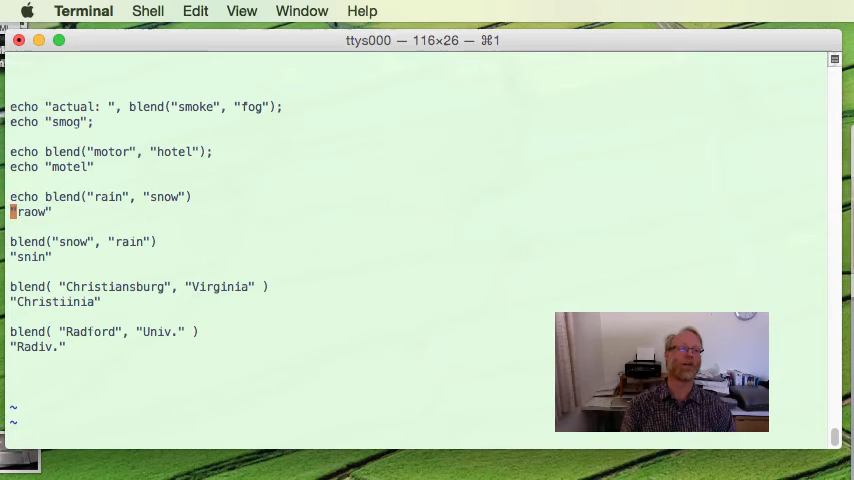 Terminal Shell Edit View Window Help
ttys000 — 116×26 — ⌘1
echo "actual: ", blend("smoke", "fog");
echo "smog";
echo blend("motor", "hotel");
echo "motel"
echo blend("rain", "snow")
"raow"
blend("snow", "rain")
"snin"
blend( "Christiansburg", "Virginia" )
"Christiinia"
blend( "Radford", "Univ." )
"Radiv."
~
~